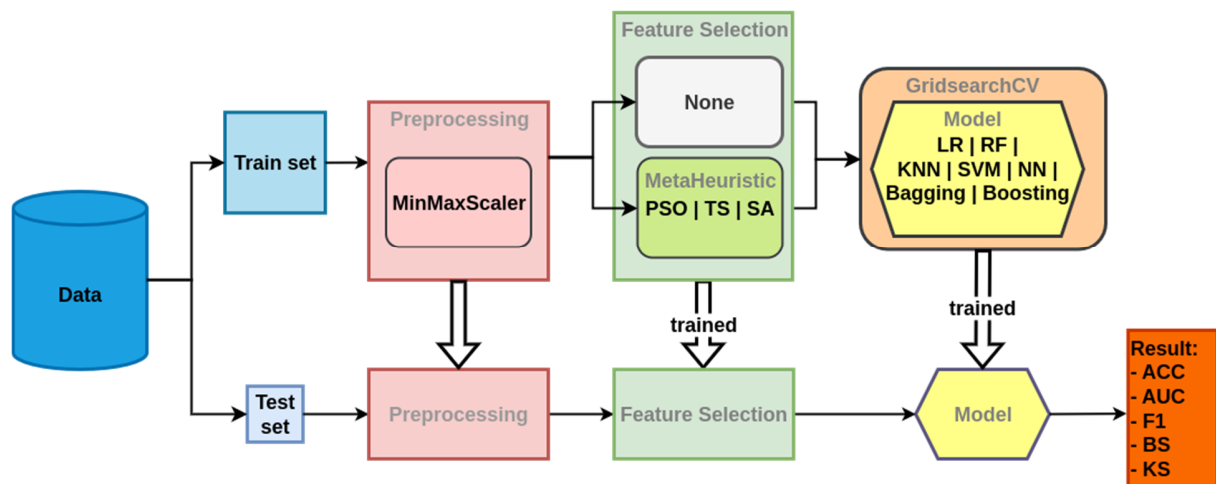 Feature Selection
None
MetaHeuristic
PSO | TS | SA
GridsearchCV
Model
LR | RF |
KNN | SVM | NN |
Bagging | Boosting
Preprocessing
MinMaxScaler
Train set
Data
trained
trained
Test
set
Preprocessing
Feature Selection
Model
Result:
- ACC
- AUC
- F1
- BS
- KS